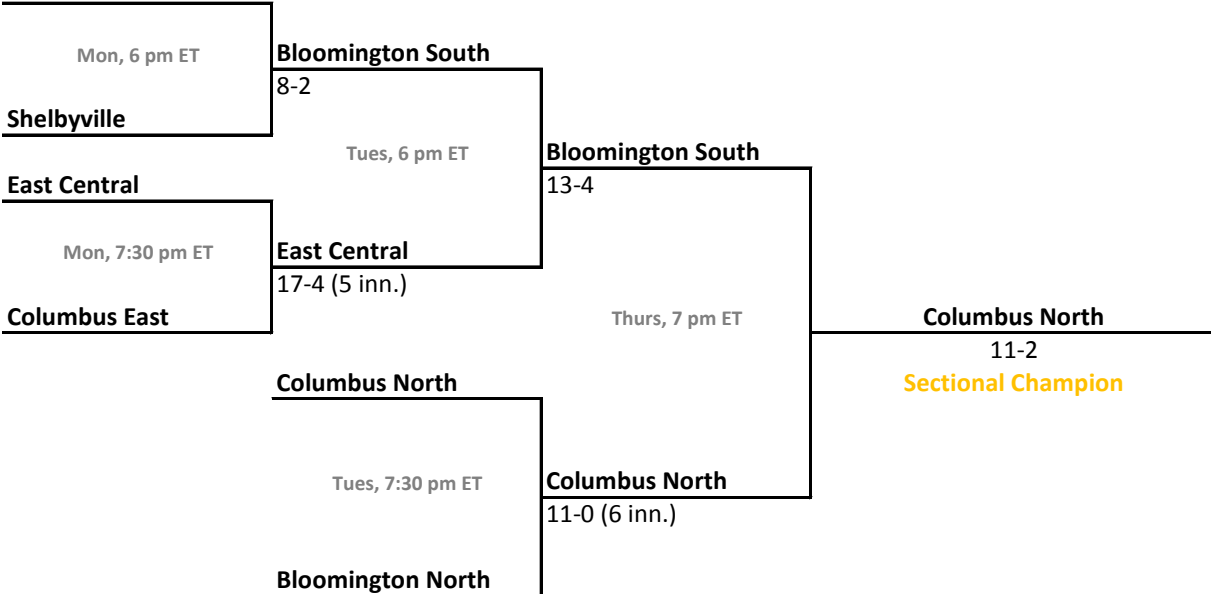 Mon, 6 pm ET
Bloomington South
8-2
Shelbyville
Tues, 6 pm ET
Bloomington South
13-4
East Central
Mon, 7:30 pm ET
East Central
17-4 (5 inn.)
Columbus East
Thurs, 7 pm ET
Columbus North
11-2
Sectional Champion
Columbus North
Tues, 7:30 pm ET
Columbus North
11-0 (6 inn.)
Bloomington North